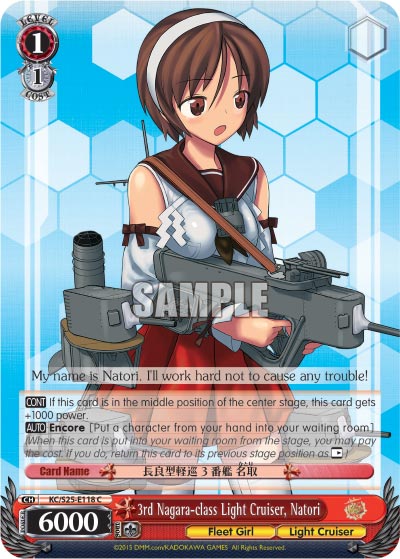 LEVEL
1
1
COST
SAMPLE
My name is Natori. I'll work hard not to cause any trouble!
CONT If this card is in the middle position of the center stage, this card gets
+1000 power.
AUTO Encore [Put a character from your hand into your waiting room]
(When this card is put into your waiting room from the stage, you may pay
the cost. If you do, return this card to its previous stage position as )
Card Name 長良型軽巡3番艦 名取
CH KC/S25-E118 C
POWER 6000 SOUL
3rd Nagara-class Light Cruiser, Natori
Fleet Girl Light Cruiser
©2013 DMM.com/KADOKAWA GAMES All Rights Reserved.